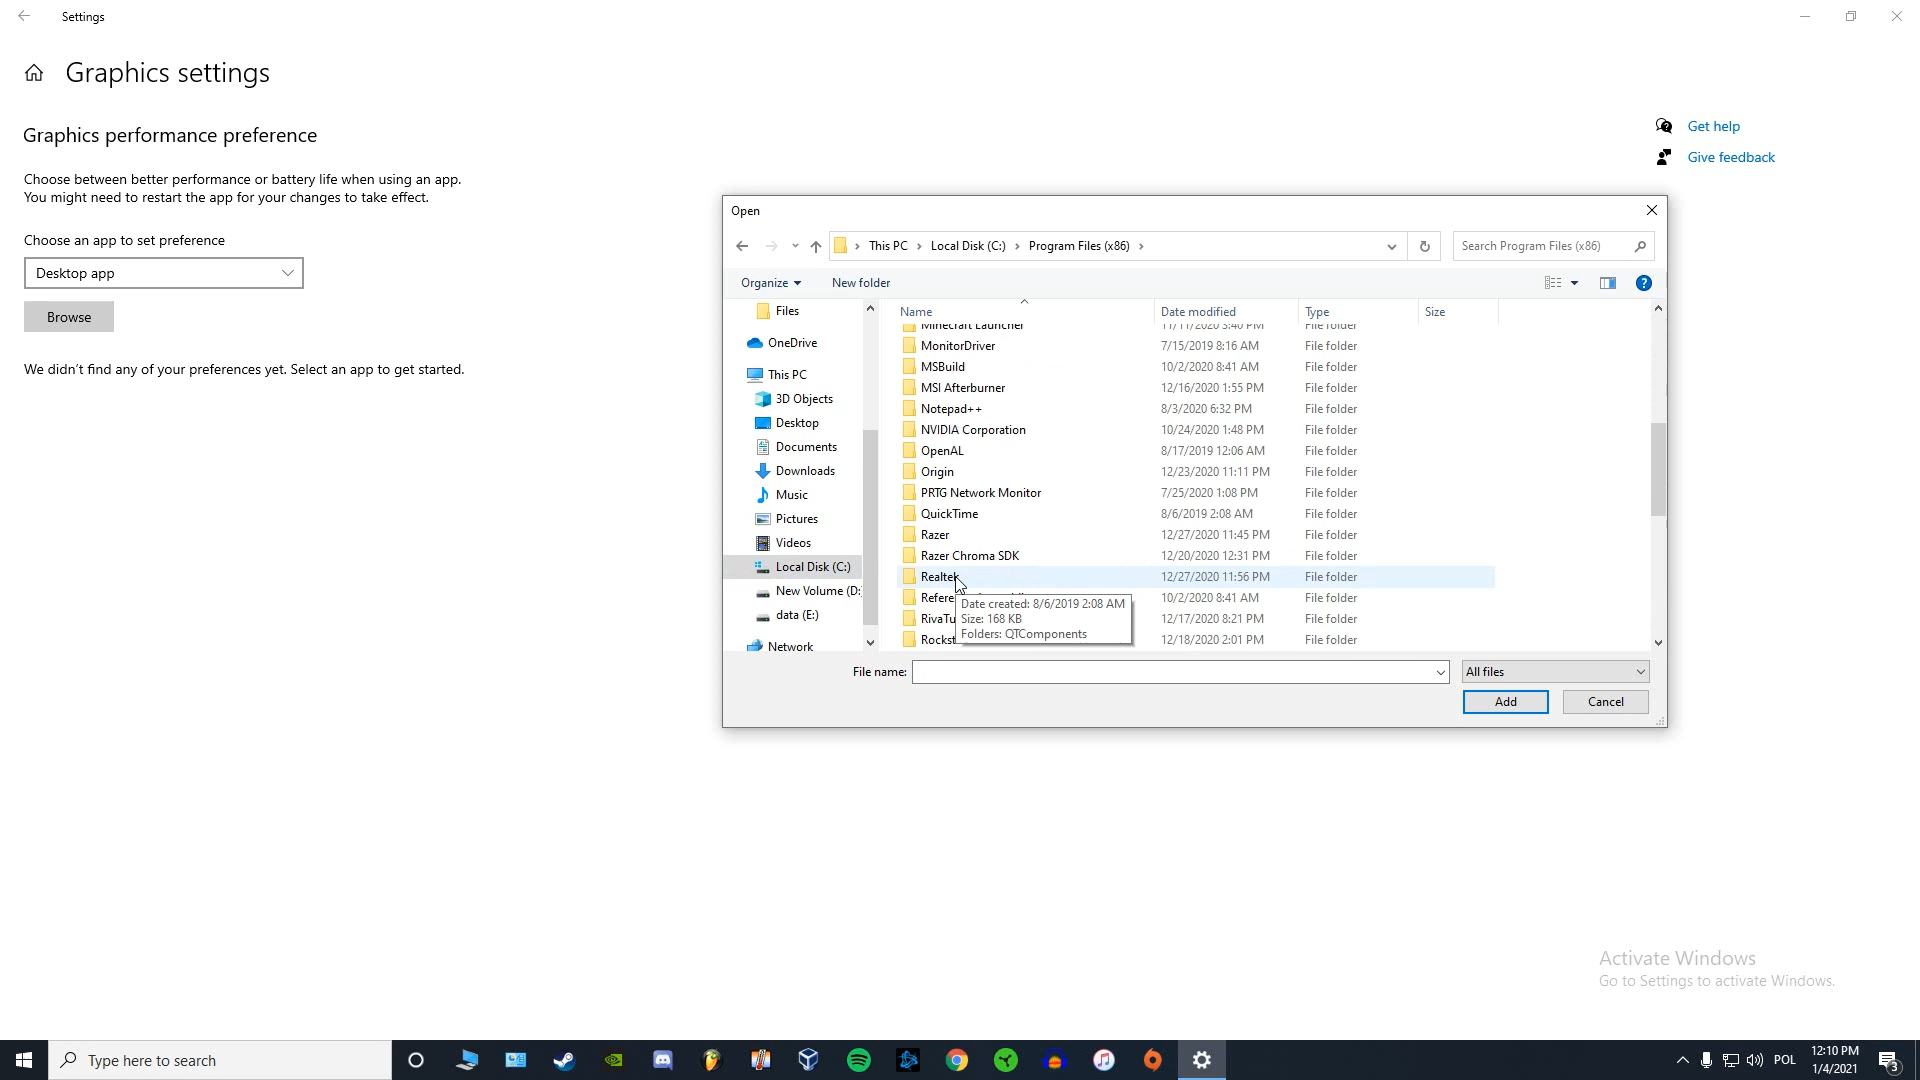 Settings
Graphics settings
Graphics performance preference
Choose between better performance or battery life when using an app.
You might need to restart the app for your changes to take effect.
Choose an app to set preference
Desktop app
Browse
We didn't find any of your preferences yet. Select an app to get started.
Get help
Give feedback
Open
This PC > Local Disk (C:) > Program Files (x86) >
Search Program Files (x86)
Organize
New folder
Files
OneDrive
This PC
3D Objects
Desktop
Documents
Downloads
Music
Pictures
Videos
Local Disk (C:)
New Volume (D:
data (E:)
Network
Name Date modified Type Size
Minecraft Launcher 11/11/2020 3:40 PM File folder
MonitorDriver 7/15/2019 8:16 AM File folder
MSBuild 10/2/2020 8:41 AM File folder
MSI Afterburner 12/16/2020 1:55 PM File folder
Notepad++ 8/3/2020 6:32 PM File folder
NVIDIA Corporation 10/24/2020 1:48 PM File folder
OpenAL 8/17/2019 12:06 AM File folder
Origin 12/23/2020 11:11 PM File folder
PRTG Network Monitor 7/25/2020 1:08 PM File folder
QuickTime 8/6/2019 2:08 AM File folder
Razer 12/27/2020 11:45 PM File folder
Razer Chroma SDK 12/20/2020 12:31 PM File folder
Realtek 12/27/2020 11:56 PM File folder
Refere 10/2/2020 8:41 AM File folder
RivaTu 12/17/2020 8:21 PM File folder
Rockst 12/18/2020 2:01 PM File folder
Date created: 8/6/2019 2:08 AM
Size: 168 KB
Folders: QTComponents
File name:
All files
Add
Cancel
Activate Windows
Go to Settings to activate Windows.
Type here to search
POL
12:10 PM
1/4/2021
3